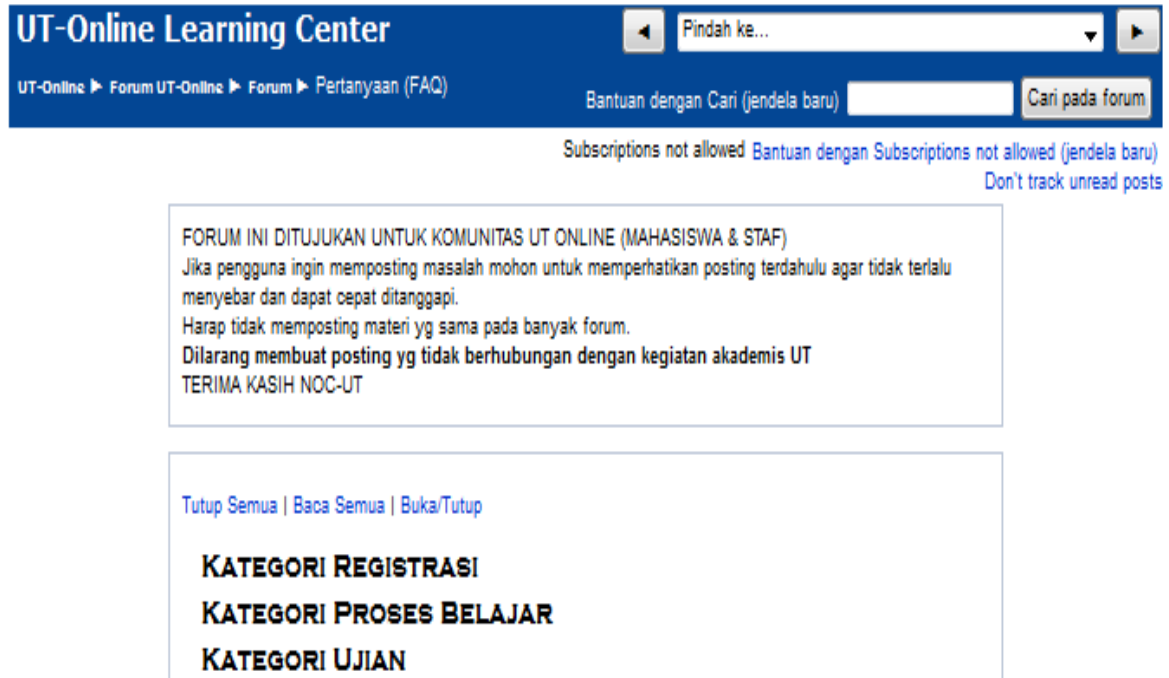 UT-Online Learning Center
◄ Pindah ke... ►
UT-Online ► Forum UT-Online ► Forum ► Pertanyaan (FAQ)
Bantuan dengan Cari (jendela baru) Cari pada forum
Subscriptions not allowed Bantuan dengan Subscriptions not allowed (jendela baru)
Don't track unread posts
FORUM INI DITUJUKAN UNTUK KOMUNITAS UT ONLINE (MAHASISWA & STAF)
Jika pengguna ingin memposting masalah mohon untuk memperhatikan posting terdahulu agar tidak terlalu
menyebar dan dapat cepat ditanggapi.
Harap tidak memposting materi yg sama pada banyak forum.
Dilarang membuat posting yg tidak berhubungan dengan kegiatan akademis UT
TERIMA KASIH NOC-UT
Tutup Semua | Baca Semua | Buka/Tutup
KATEGORI REGISTRASI
KATEGORI PROSES BELAJAR
KATEGORI UJIAN